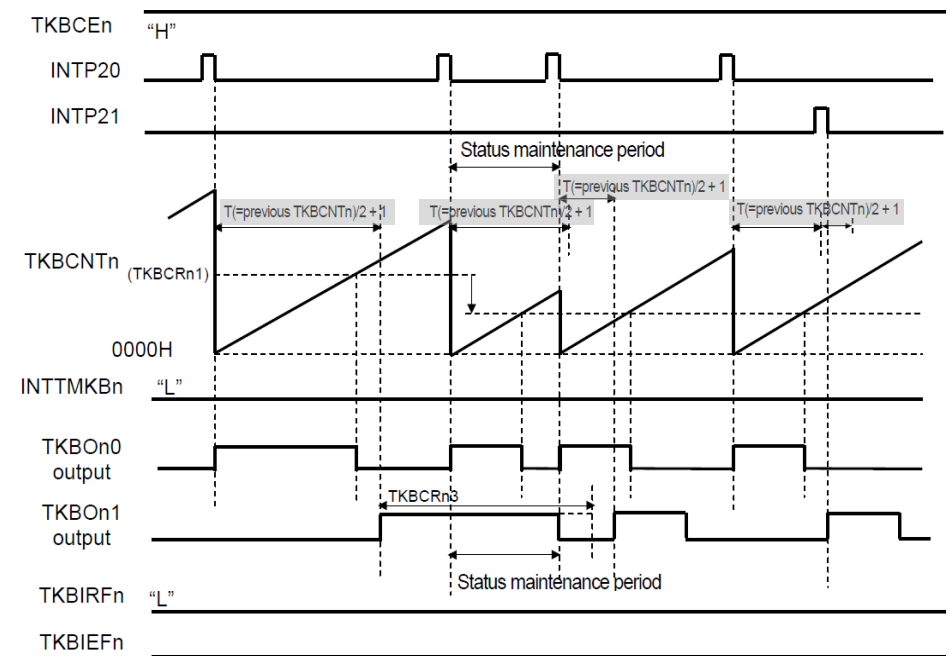 TKBCEn "H"
INTP20
INTP21
Status maintenance period
T(=previous TKBCNTn)/2 + 1
T(=previous TKBCNTn)/2 + 1
T(=previous TKBCNTn)/2 + 1
T(=previous TKBCNTn)/2 + 1
TKBCNTn
(TKBCRn1)
0000H
INTTMKBn "L"
TKBOn0
output
TKBCRn3
TKBOn1
output
Status maintenance period
TKBIRFn "L"
TKBIEFn